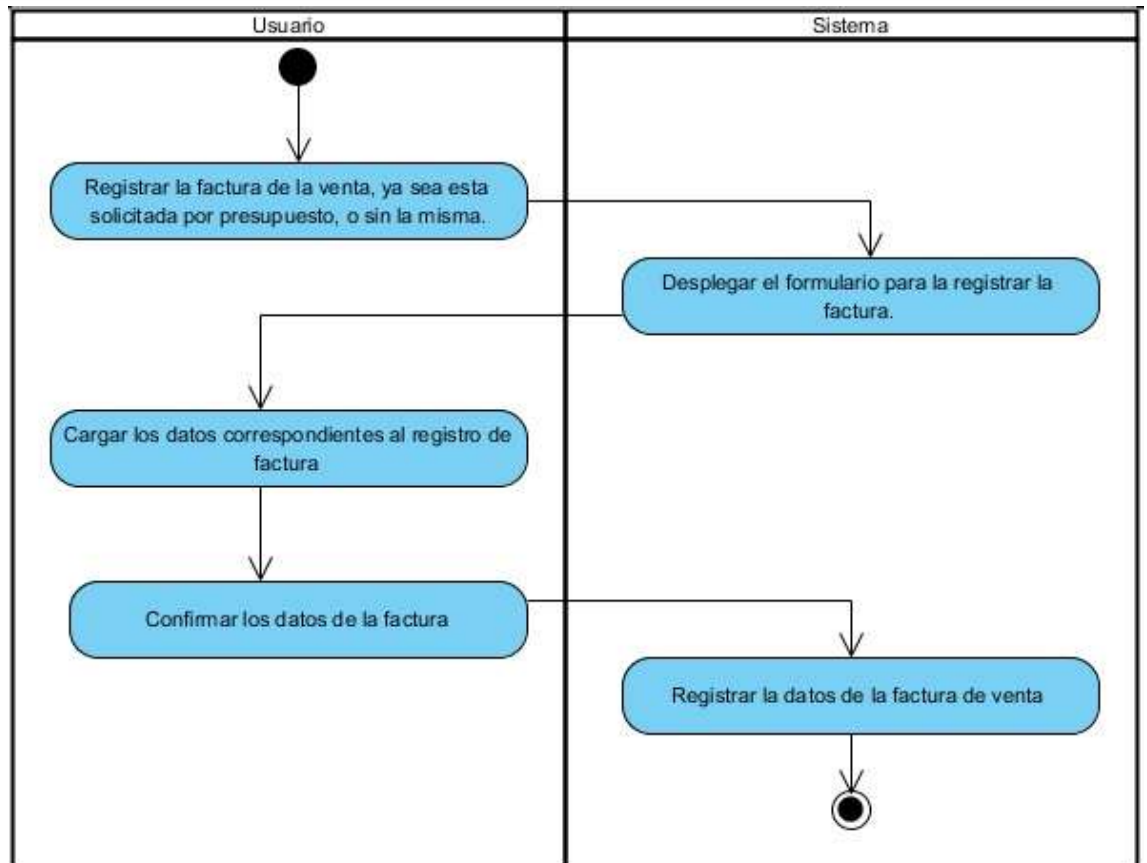 Usuario
Sistema
Registrar la factura de la venta, ya sea esta
solicitada por presupuesto, o sin la misma.
Desplegar el formulario para la registrar la
factura.
Cargar los datos correspondientes al registro de
factura
Confirmar los datos de la factura
Registrar la datos de la factura de venta